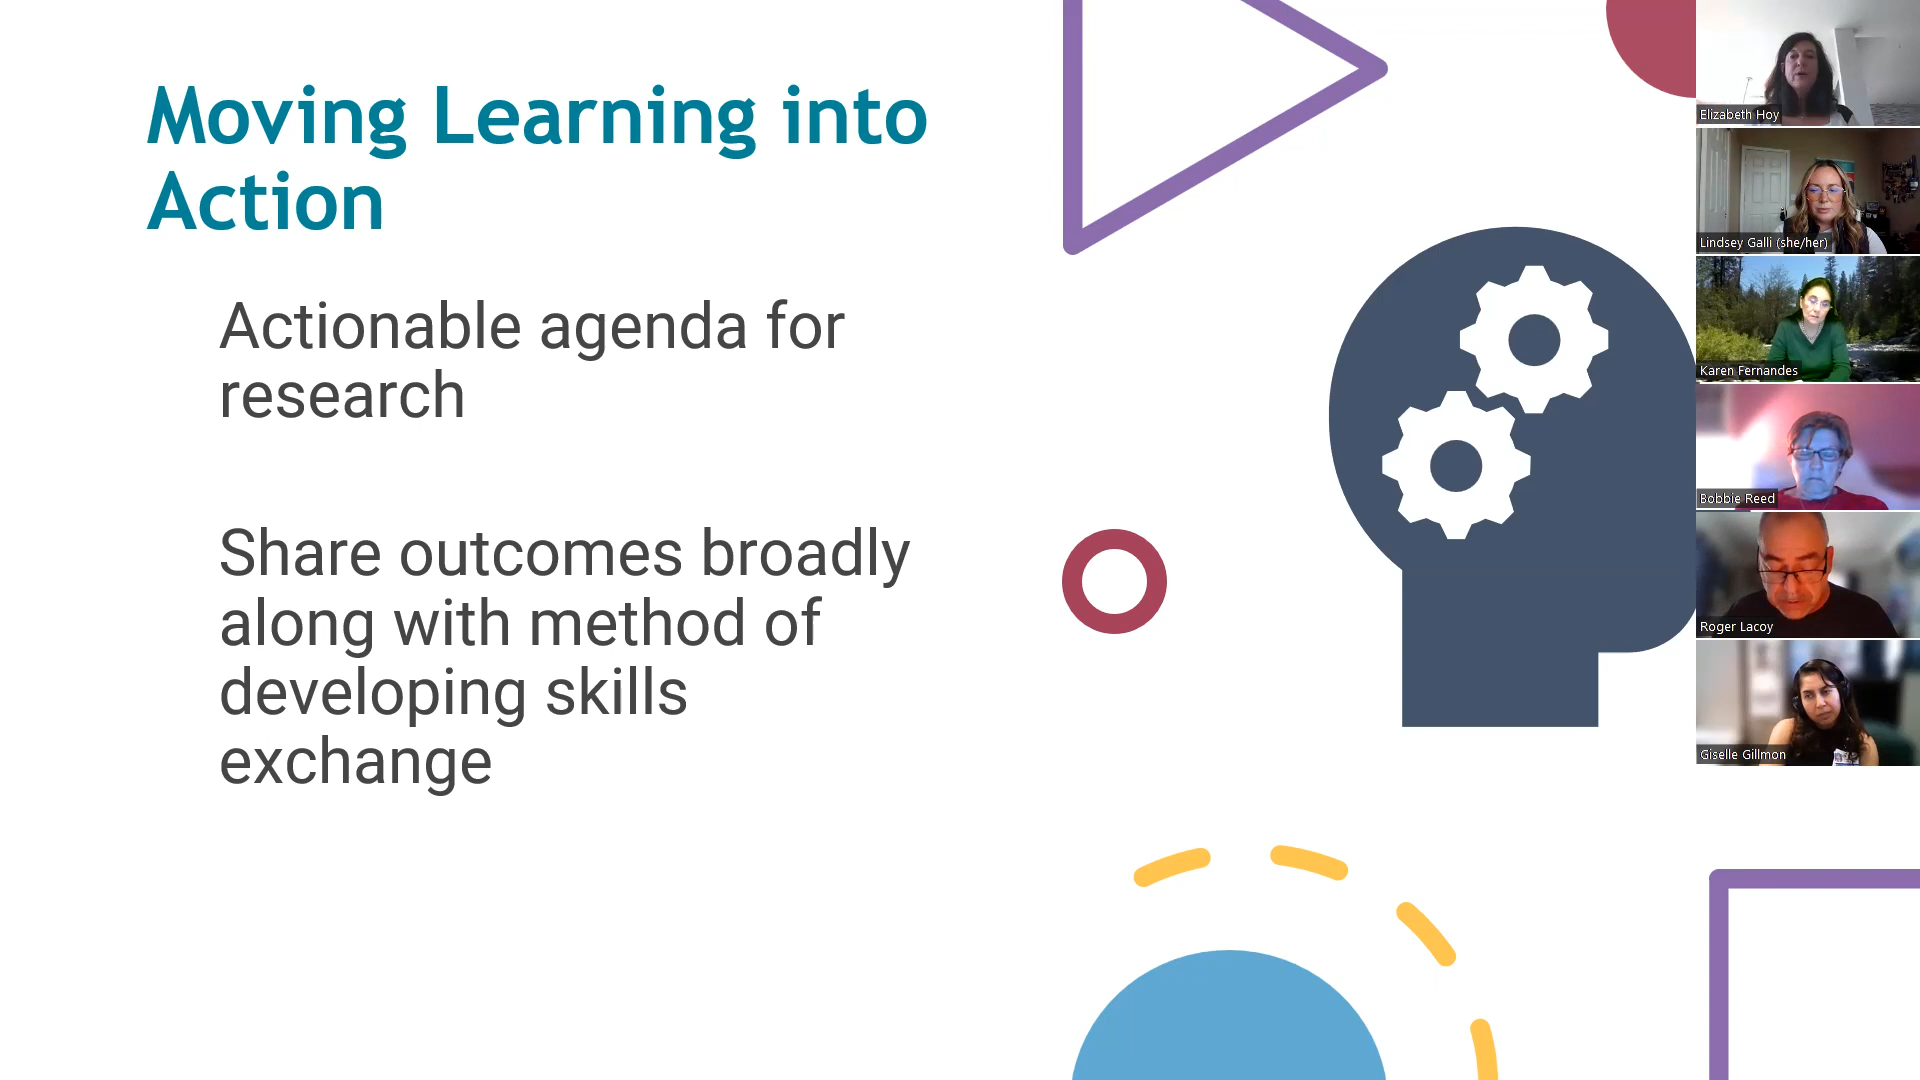 Moving Learning into
Action
Actionable agenda for
research
Share outcomes broadly
along with method of
developing skills
exchange
Elizabeth Hoy
Lindsey Galli (she/her)
Karen Fernandes
Bobbie Reed
Roger Lacoy
Giselle Gillmon